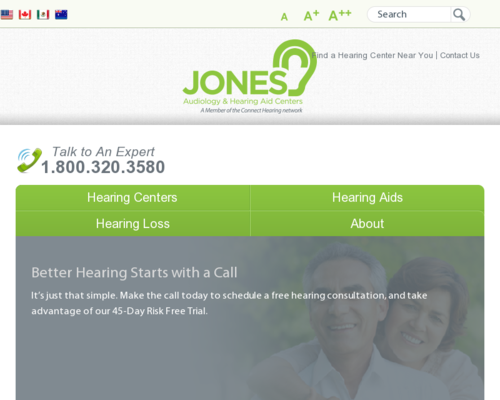 A A+ A++ Search
Find a Hearing Center Near You | Contact Us
JONES
Audiology & Hearing Aid Centers
A Member of the Connect Hearing network
Talk to An Expert
1.800.320.3580
Hearing Centers Hearing Aids
Hearing Loss About
Better Hearing Starts with a Call
It's just that simple. Make the call today to schedule a free hearing consultation, and take
advantage of our 45-Day Risk Free Trial.